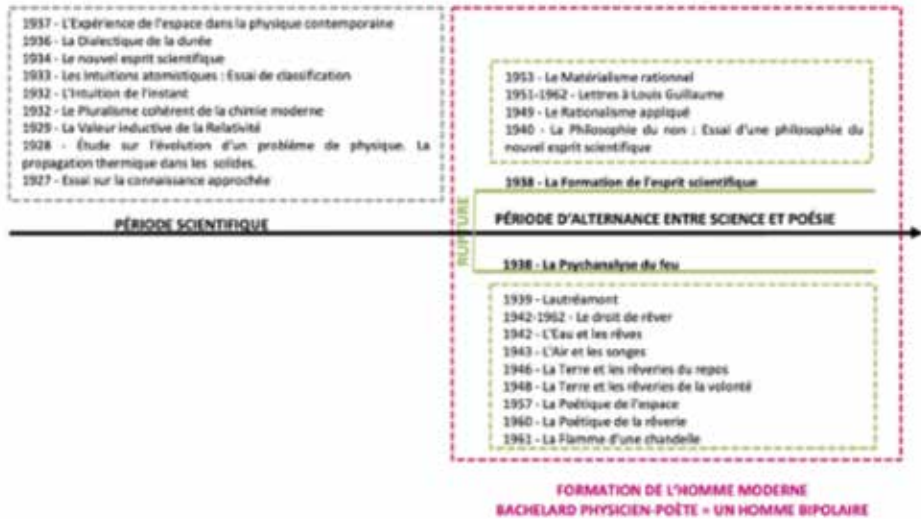 1937 - L'Expérience de l'espace dans la physique contemporaine
1936 - La Dialectique de la durée
1934 - Le nouvel esprit scientifique
1933 - Les Intuitions atomistiques : Essai de classification
1932 - L'Intuition de l'instant
1932 - Le Pluralisme cohérent de la chimie moderne
1929 - La Valeur inductive de la Relativité
1928 - Étude sur l'évolution d'un problème de physique. La
propagation thermique dans les solides.
1927 - Essai sur la connaissance approchée
PÉRIODE SCIENTIFIQUE
RUPTURE
1953 - Le Matérialisme rationnel
1951-1962 - Lettres à Louis Guillaume
1949 - Le Rationalisme appliqué
1940 - La Philosophie du non : Essai d'une philosophie du
nouvel esprit scientifique
1938 - La Formation de l'esprit scientifique
PÉRIODE D'ALTERNANCE ENTRE SCIENCE ET POÉSIE
1938 - La Psychanalyse du feu
1939 - Lautréamont
1942-1962 - Le droit de rêver
1942 - L'Eau et les rêves
1943 - L'Air et les songes
1946 - La Terre et les rêveries du repos
1948 - La Terre et les rêveries de la volonté
1957 - La Poétique de l'espace
1960 - La Poétique de la rêverie
1961 - La Flamme d'une chandelle
FORMATION DE L'HOMME MODERNE
BACHELARD PHYSICIEN-POÈTE = UN HOMME BIPOLAIRE